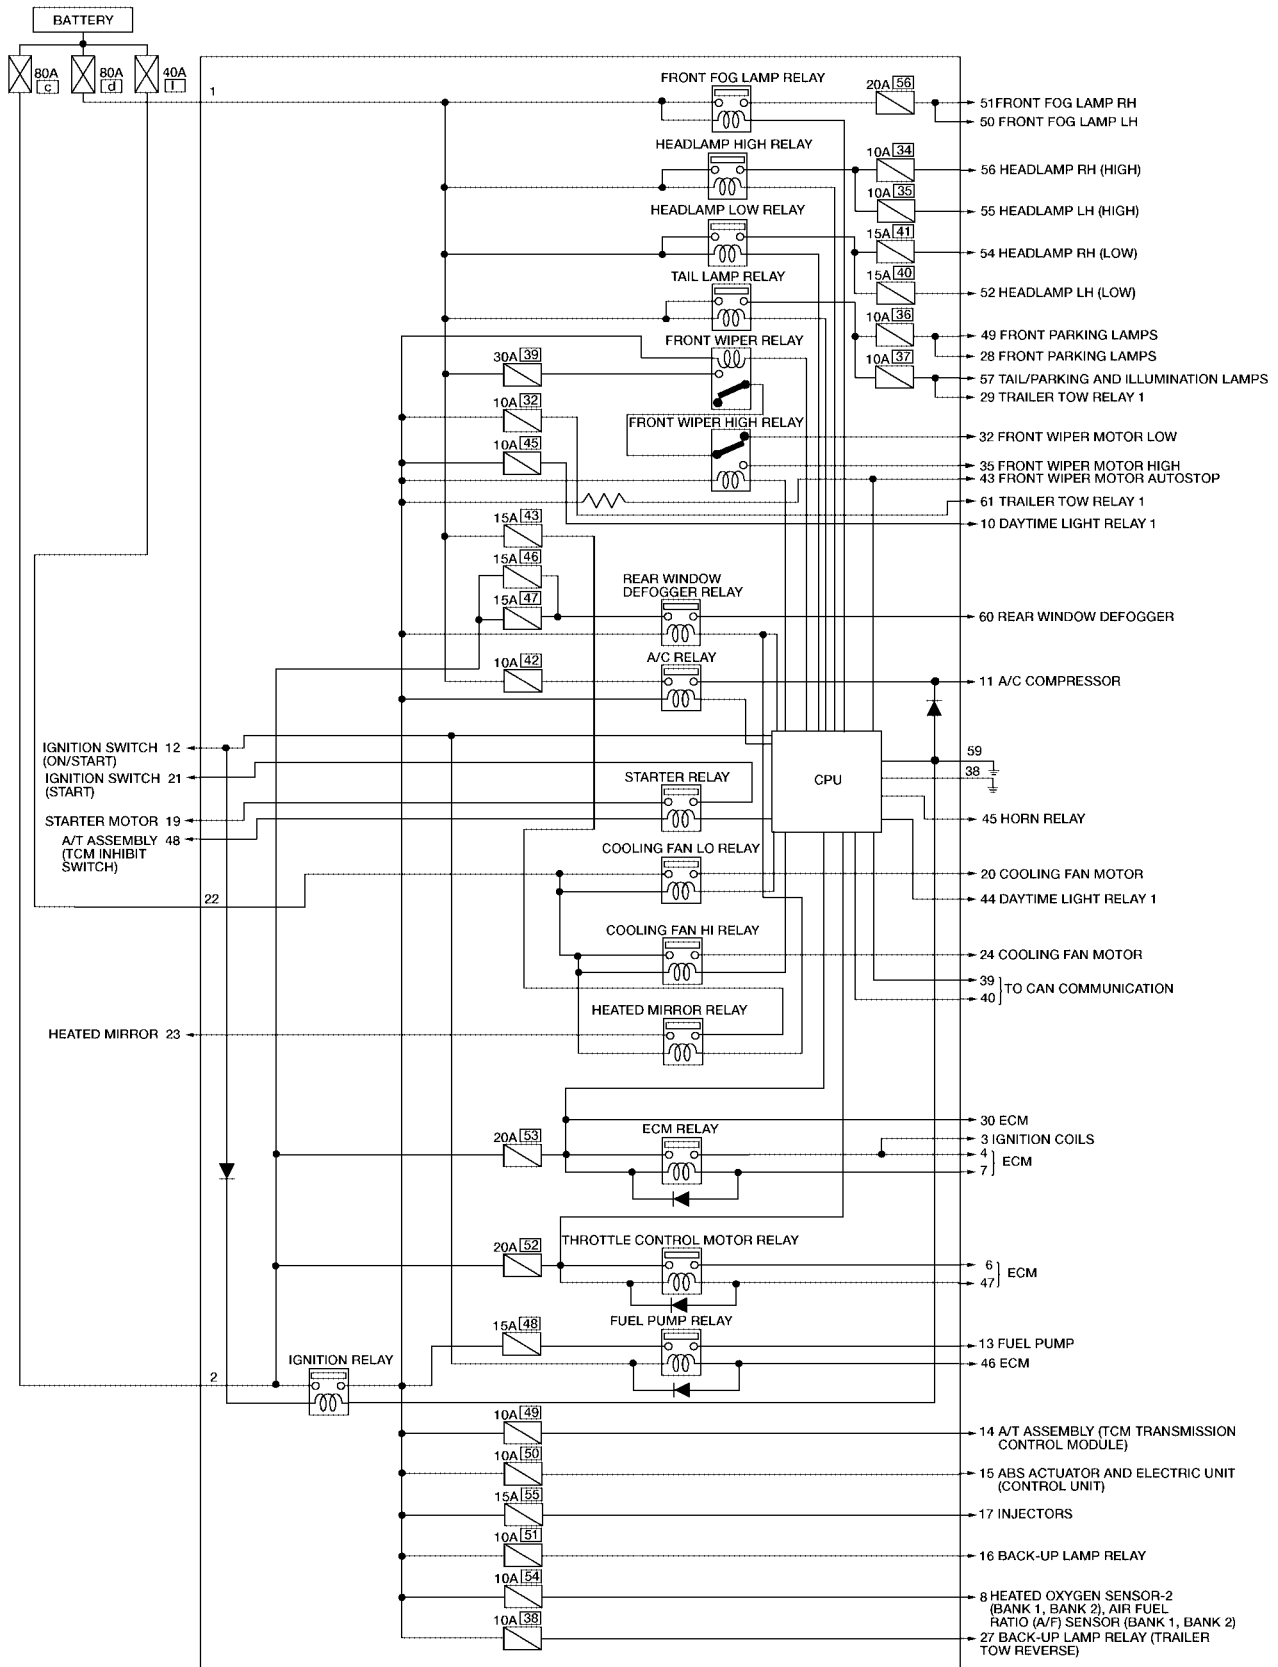 BATTERY
80A c
80A d
40A I
1
FRONT FOG LAMP RELAY
20A 56
51 FRONT FOG LAMP RH
50 FRONT FOG LAMP LH
HEADLAMP HIGH RELAY
10A 34
56 HEADLAMP RH (HIGH)
10A 35
55 HEADLAMP LH (HIGH)
HEADLAMP LOW RELAY
15A 41
54 HEADLAMP RH (LOW)
15A 40
52 HEADLAMP LH (LOW)
TAIL LAMP RELAY
10A 36
49 FRONT PARKING LAMPS
28 FRONT PARKING LAMPS
FRONT WIPER RELAY
30A 39
10A 37
57 TAIL/PARKING AND ILLUMINATION LAMPS
29 TRAILER TOW RELAY 1
10A 32
FRONT WIPER HIGH RELAY
32 FRONT WIPER MOTOR LOW
10A 45
35 FRONT WIPER MOTOR HIGH
43 FRONT WIPER MOTOR AUTOSTOP
61 TRAILER TOW RELAY 1
15A 43
10 DAYTIME LIGHT RELAY 1
15A 46
REAR WINDOW
DEFOGGER RELAY
15A 47
60 REAR WINDOW DEFOGGER
A/C RELAY
10A 42
11 A/C COMPRESSOR
IGNITION SWITCH 12
(ON/START)
59
IGNITION SWITCH 21
(START)
STARTER RELAY
CPU
38
STARTER MOTOR 19
45 HORN RELAY
A/T ASSEMBLY 48
(TCM INHIBIT
SWITCH)
COOLING FAN LO RELAY
20 COOLING FAN MOTOR
22
44 DAYTIME LIGHT RELAY 1
COOLING FAN HI RELAY
24 COOLING FAN MOTOR
39
40
TO CAN COMMUNICATION
HEATED MIRROR RELAY
HEATED MIRROR 23
30 ECM
ECM RELAY
20A 53
3 IGNITION COILS
4
7
ECM
THROTTLE CONTROL MOTOR RELAY
20A 52
6
47
ECM
FUEL PUMP RELAY
15A 48
13 FUEL PUMP
46 ECM
IGNITION RELAY
2
10A 49
14 A/T ASSEMBLY (TCM TRANSMISSION
CONTROL MODULE)
10A 50
15 ABS ACTUATOR AND ELECTRIC UNIT
(CONTROL UNIT)
15A 55
17 INJECTORS
10A 51
16 BACK-UP LAMP RELAY
10A 54
8 HEATED OXYGEN SENSOR-2
(BANK 1, BANK 2), AIR FUEL
RATIO (A/F) SENSOR (BANK 1, BANK 2)
10A 38
27 BACK-UP LAMP RELAY (TRAILER
TOW REVERSE)